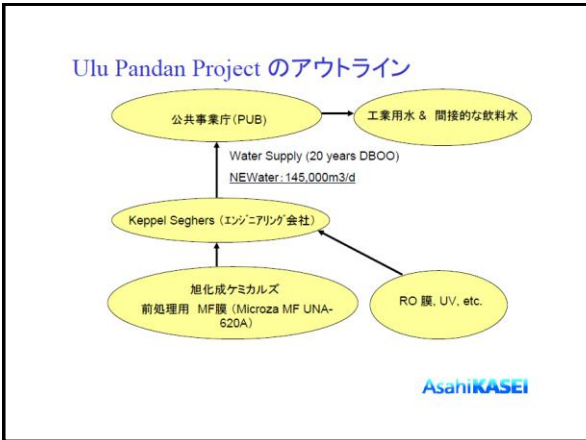 Ulu Pandan Project のアウトライン
公共事業庁(PUB)
工業用水 & 間接的な飲料水
Water Supply (20 years DBOO)
NEWater:145,000m3/d
Keppel Seghers (エンジニアリング会社)
旭化成ケミカルズ
前処理用 MF膜 (Microza MF UNA-
620A)
RO 膜, UV, etc.
AsahiKASEI